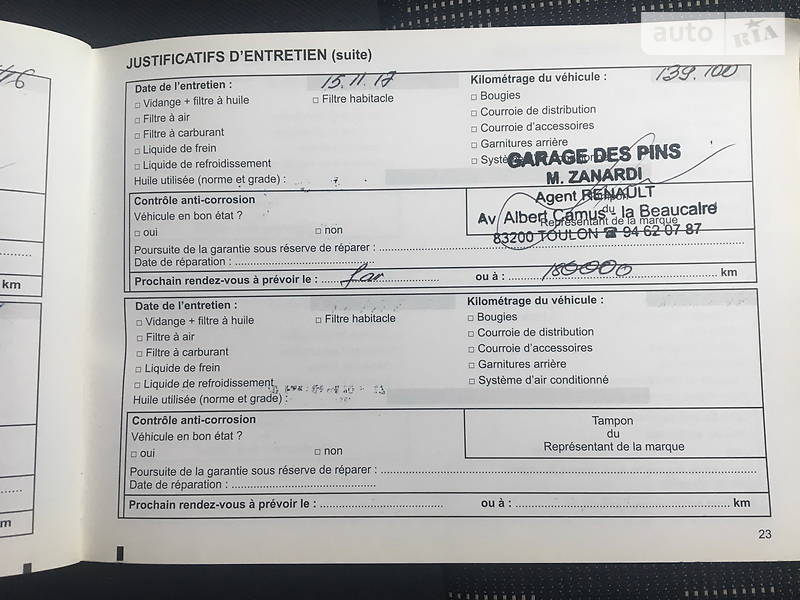 auto RIA
JUSTIFICATIFS D'ENTRETIEN (suite)
Date de l'entretien : 15.11.17
Kilométrage du véhicule : 139.100
□ Vidange + filtre à huile □ Filtre habitacle
□ Bougies
□ Filtre à air
□ Courroie de distribution
□ Filtre à carburant
□ Courroie d'accessoires
□ Liquide de frein
□ Garnitures arrière
□ Liquide de refroidissement
GARAGE DES PINS
Huile utilisée (norme et grade) :
M. ZANARDI
Contrôle anti-corrosion
Agent RENAULT
Tampon
Véhicule en bon état ?
du
Av Albert Camus - la Beaucaire
□ oui □ non
Représentant de la marque
83200 TOULON ☎ 94 62 07 87
Poursuite de la garantie sous réserve de réparer :
Date de réparation :
Prochain rendez-vous à prévoir le : ou à : 180000 km
Date de l'entretien :
Kilométrage du véhicule :
□ Vidange + filtre à huile □ Filtre habitacle
□ Bougies
□ Filtre à air
□ Courroie de distribution
□ Filtre à carburant
□ Courroie d'accessoires
□ Liquide de frein
□ Garnitures arrière
□ Liquide de refroidissement
□ Système d'air conditionné
Huile utilisée (norme et grade) :
Contrôle anti-corrosion
Tampon
Véhicule en bon état ?
du
□ oui □ non
Représentant de la marque
Poursuite de la garantie sous réserve de réparer :
Date de réparation :
Prochain rendez-vous à prévoir le : ou à : km
23
km